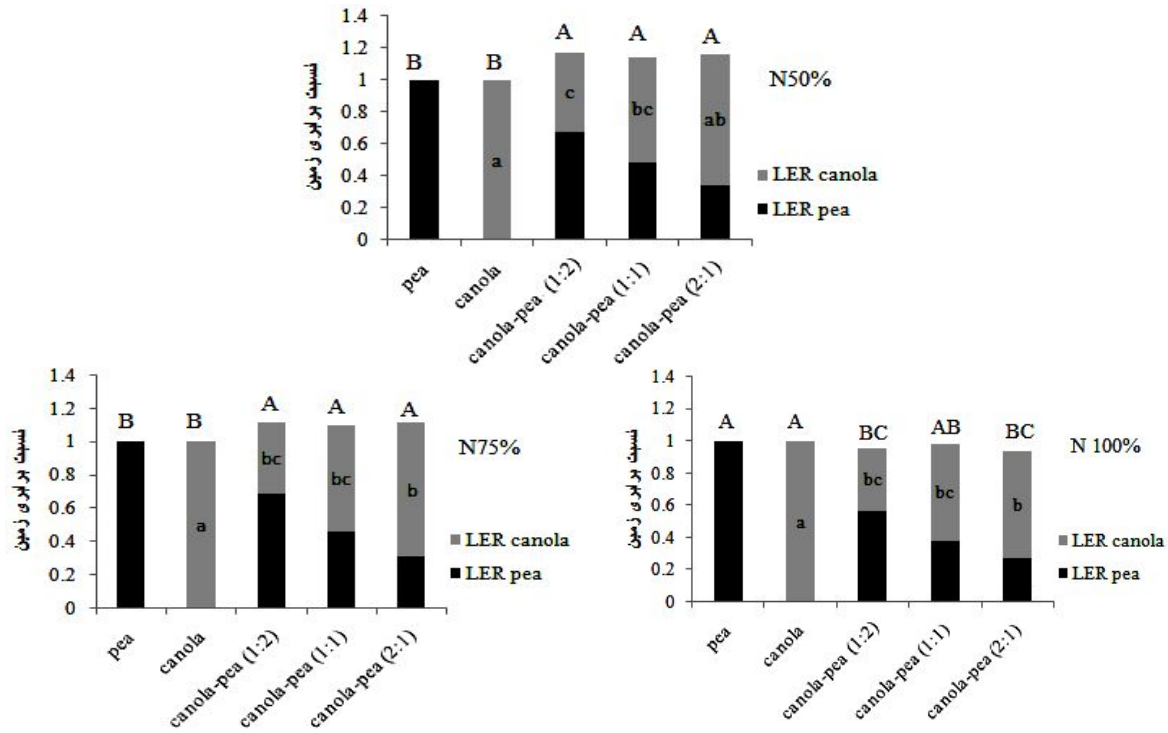 1.4
1.2
1
0.8
0.6
0.4
0.2
0
برابری زمین
B B A A A
a c bc ab
N50%
LER canola
LER pea
pea
canola
canola-pea (1:2)
canola-pea (1:1)
canola-pea (2:1)
1.4
1.2
1
0.8
0.6
0.4
0.2
0
برابری زمین
B B A A A
a bc bc b
N75%
LER canola
LER pea
pea
canola
canola-pea (1:2)
canola-pea (1:1)
canola-pea (2:1)
1.4
1.2
1
0.8
0.6
0.4
0.2
0
برابری زمین
A A BC AB BC
a bc bc b
N 100%
LER canola
LER pea
pea
canola
canola-pea (1:2)
canola-pea (1:1)
canola-pea (2:1)